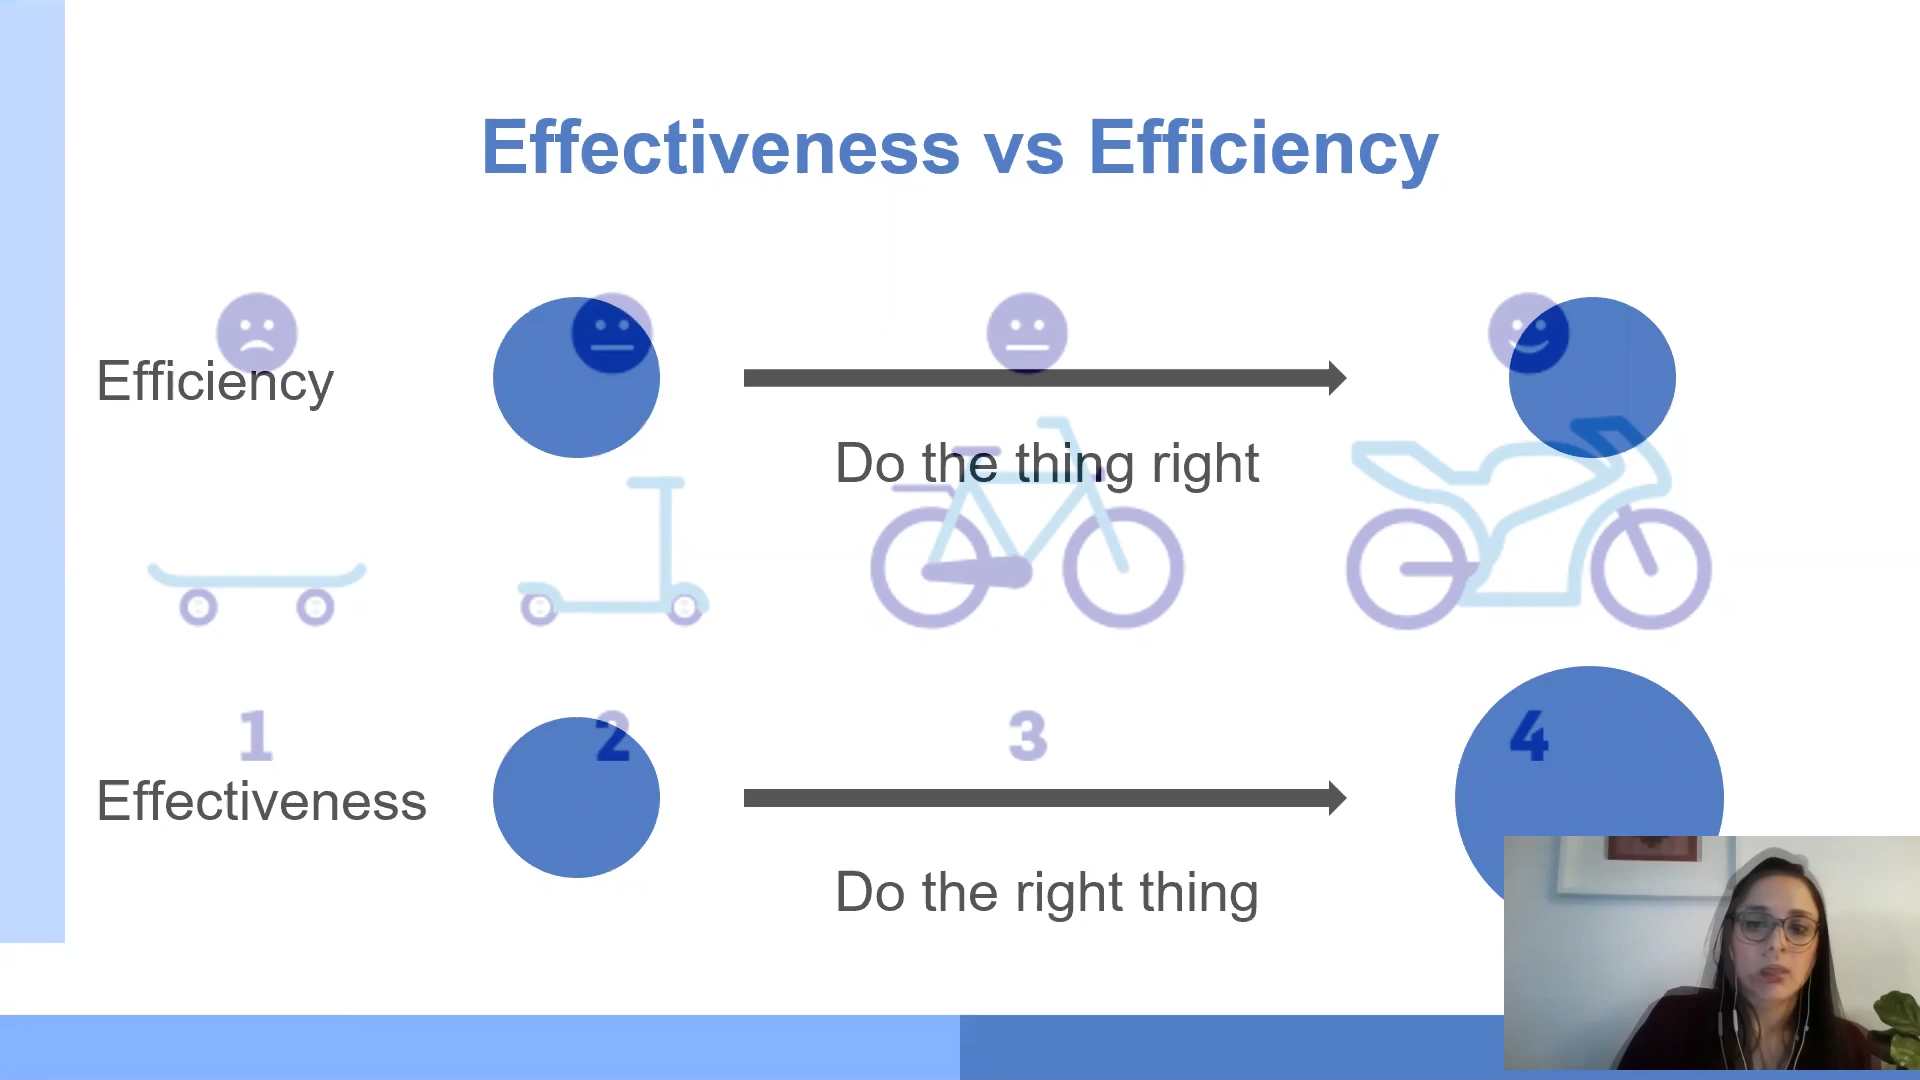 Effectiveness vs Efficiency
Efficiency
Do the thing right
1 2 3 4
Effectiveness
Do the right thing